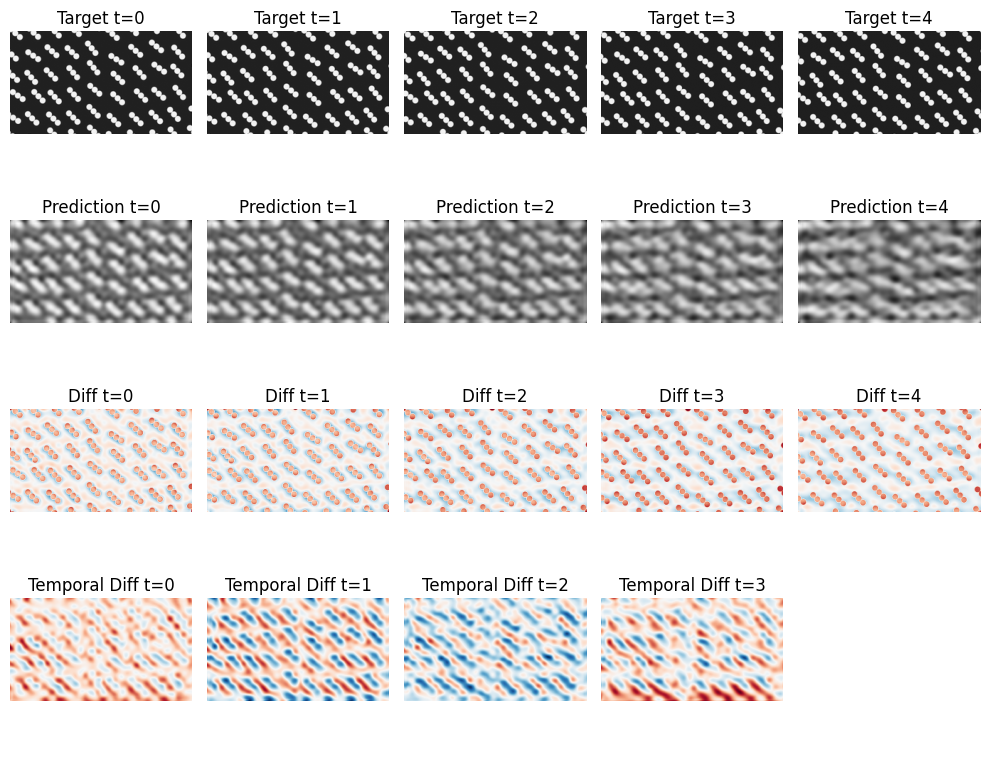 Target t=0
Target t=1
Target t=2
Target t=3
Target t=4
Prediction t=0
Prediction t=1
Prediction t=2
Prediction t=3
Prediction t=4
Diff t=0
Diff t=1
Diff t=2
Diff t=3
Diff t=4
Temporal Diff t=0
Temporal Diff t=1
Temporal Diff t=2
Temporal Diff t=3